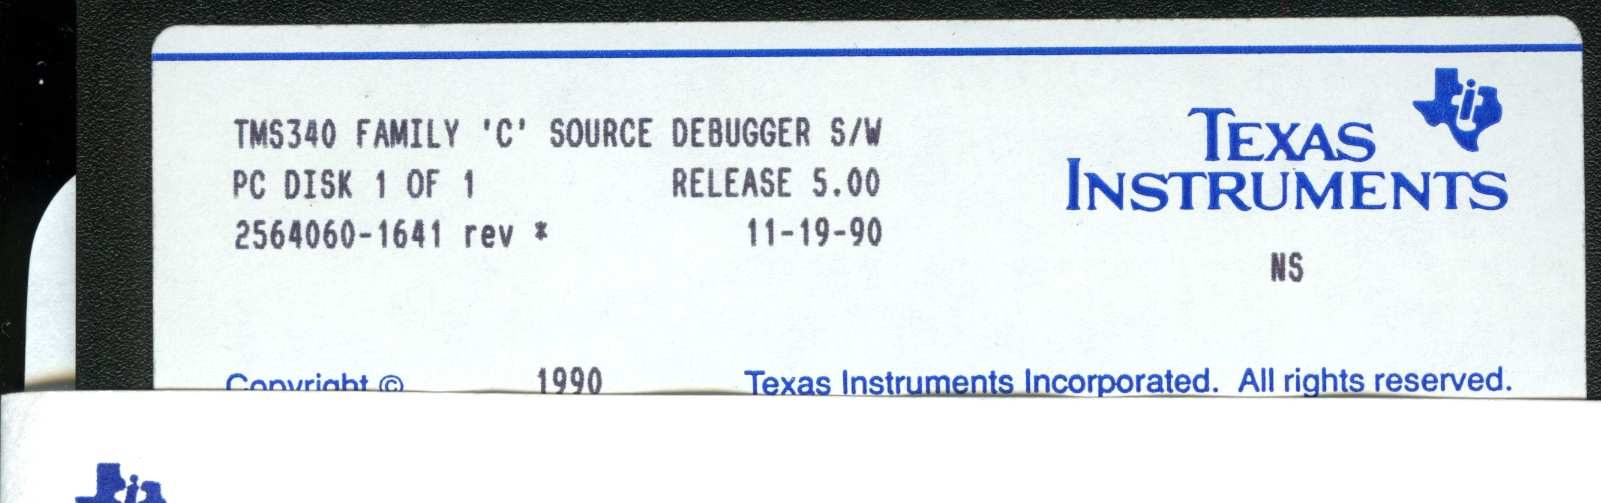 TMS340 FAMILY 'C' SOURCE DEBUGGER S/W
PC DISK 1 OF 1 RELEASE 5.00
2564060-1641 rev * 11-19-90
TEXAS
INSTRUMENTS
NS
Copyright © 1990 Texas Instruments Incorporated. All rights reserved.